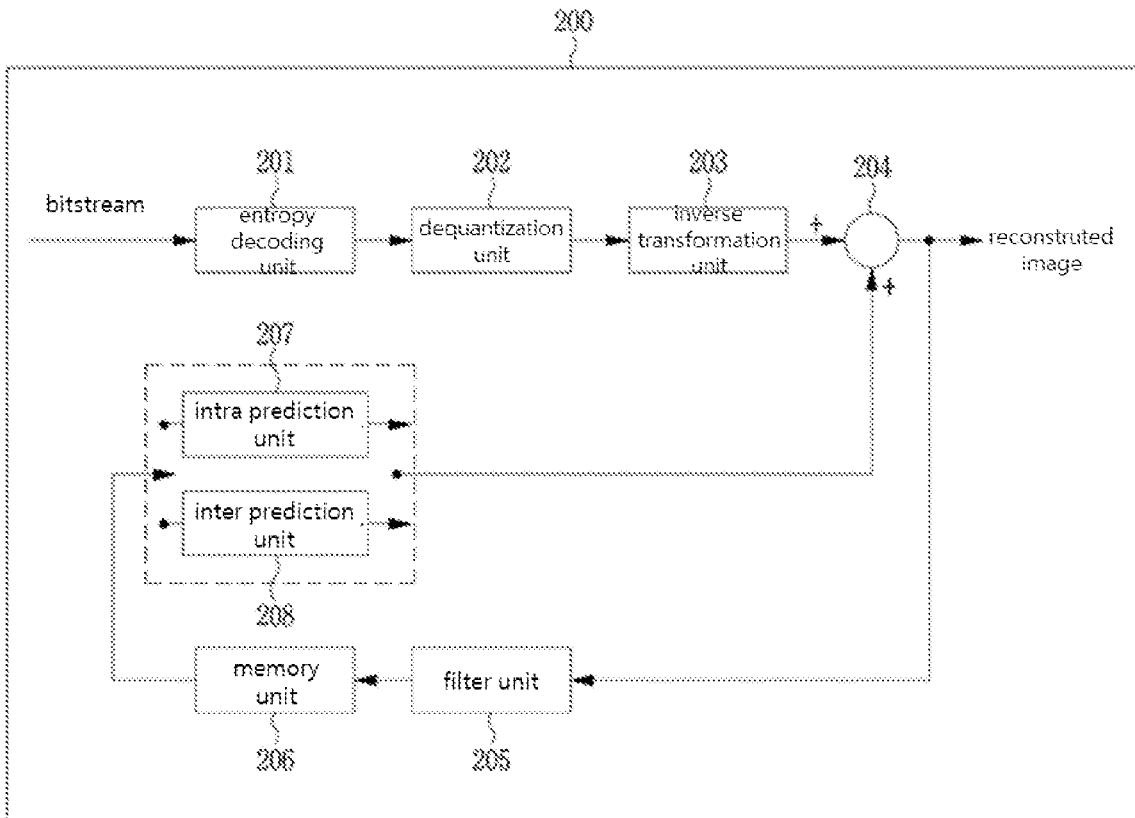 200
201
202
203
204
bitstream
entropy
decoding
unit
dequantization
unit
inverse
transformation
unit
+
+
reconstruted
image
207
intra prediction
unit
inter prediction
unit
208
memory
unit
filter unit
206
205